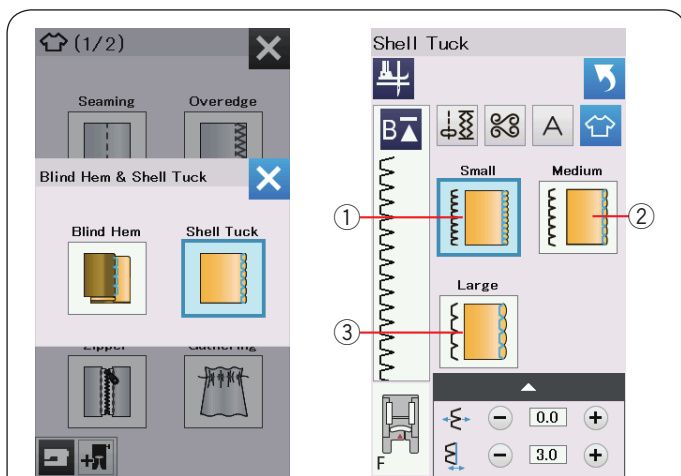 (1/2)
Seaming Overedge
Blind Hem & Shell Tuck
Blind Hem Shell Tuck
Zipper Gathering
Shell Tuck
B A
Small Medium
① ②
Large
③
F
0.0
3.0